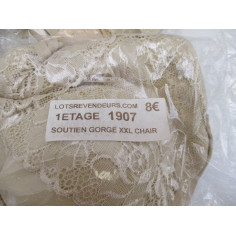 LOTSREVENDEURS.COM 8€
1ETAGE 1907
SOUTIEN GORGE XXL CHAIR